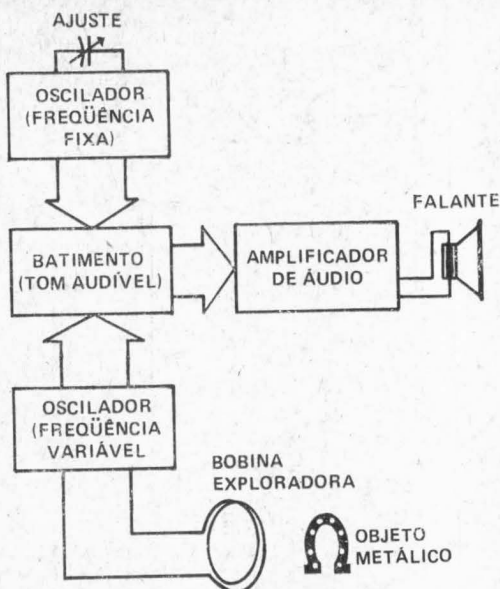 AJUSTE
OSCILADOR
(FREQÜÊNCIA
FIXA)
FALANTE
BATIMENTO
(TOM AUDÍVEL)
AMPLIFICADOR
DE ÁUDIO
OSCILADOR
(FREQÜÊNCIA
VARIÁVEL
BOBINA
EXPLORADORA
OBJETO
METÁLICO